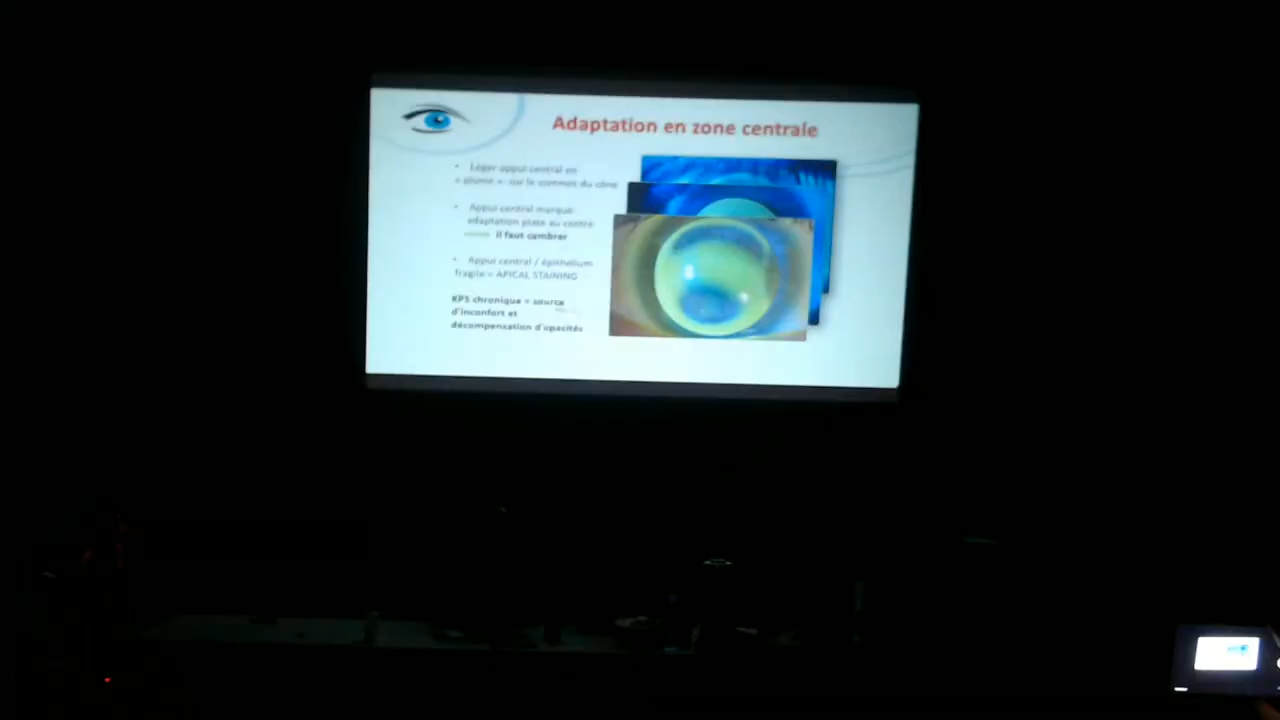 Adaptation en zone centrale
• Léger appui central en
« plume » sur le sommet du cône
• Appui central marqué
adaptation plate au centre
il faut cambrer
• Appui central / épithelium
fragile = APICAL STAINING
KPS chronique = source
d'inconfort et
décompensation d'opacités